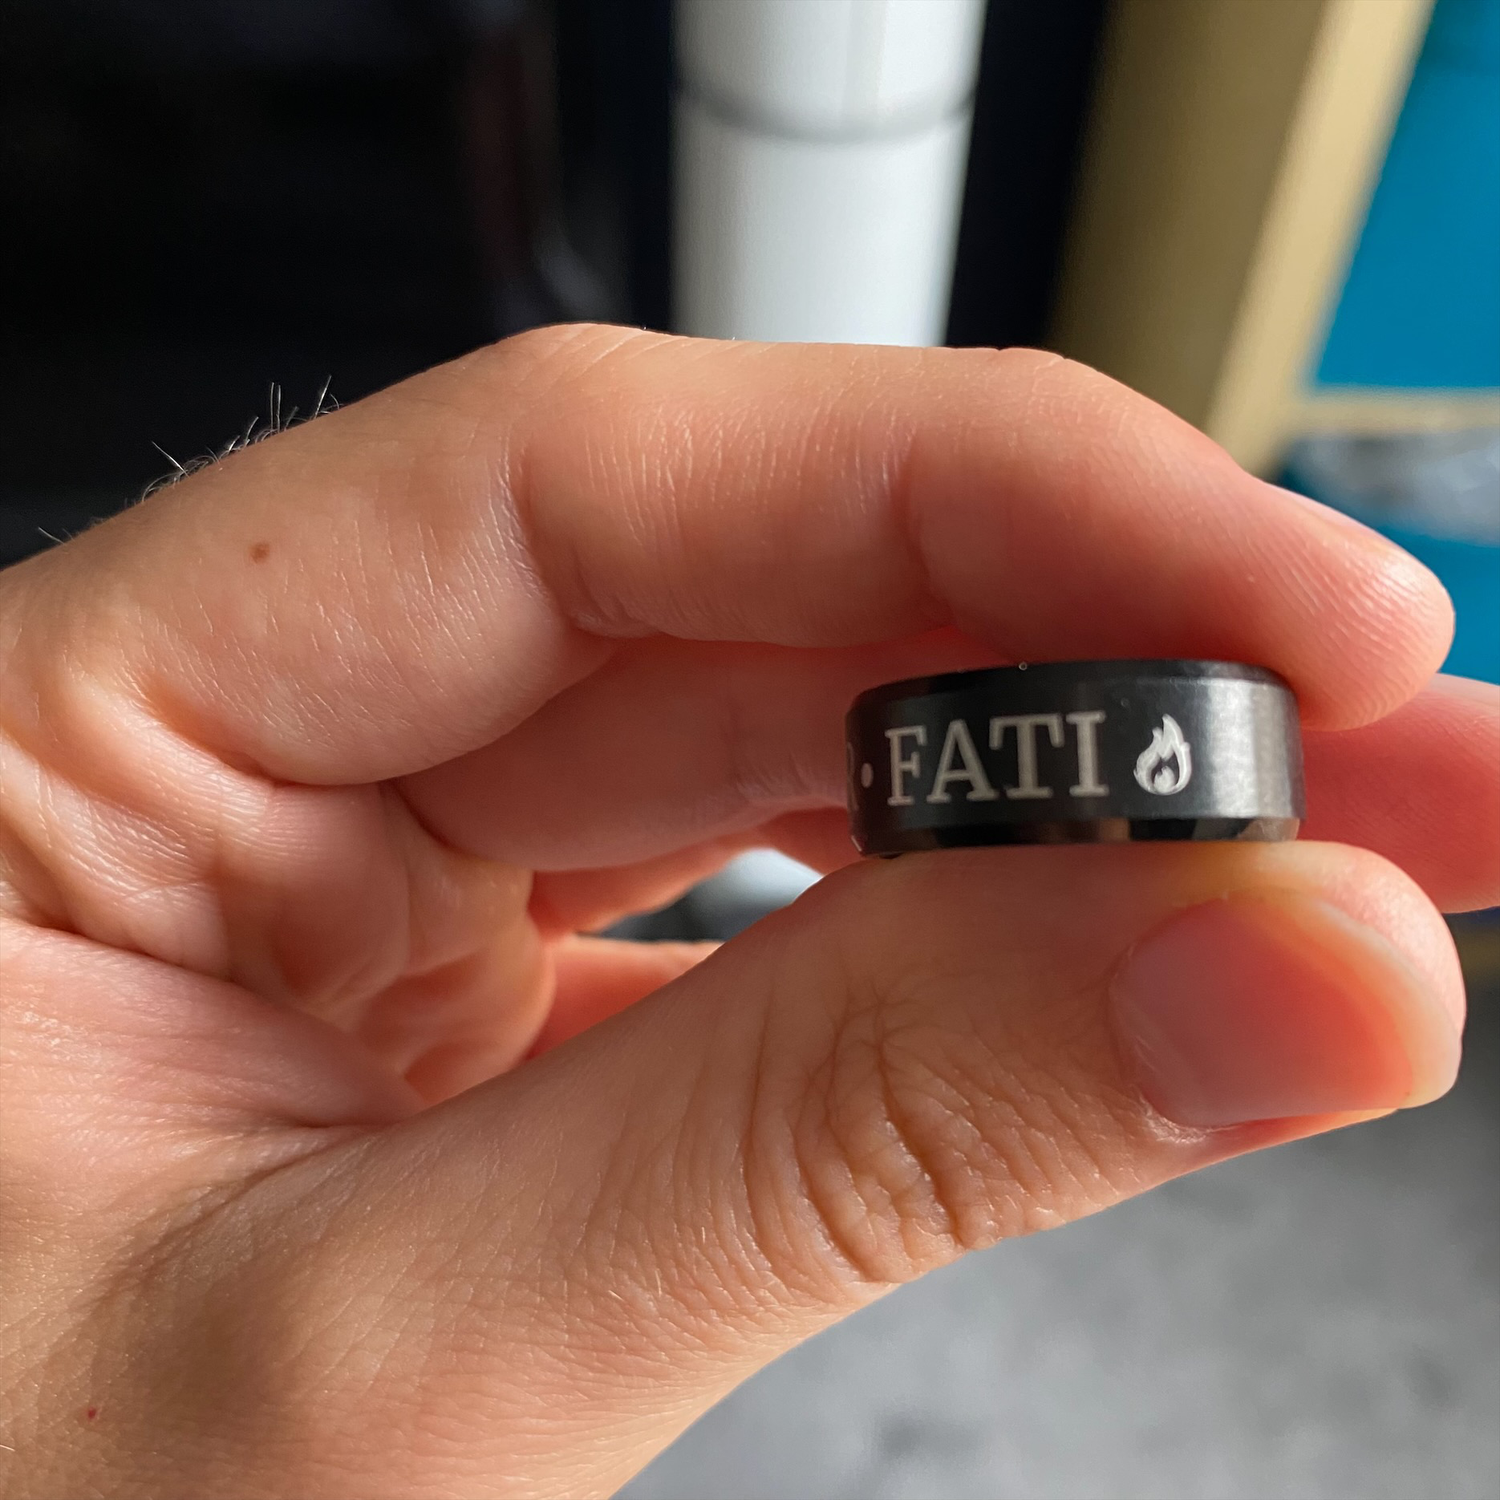 R • FATI